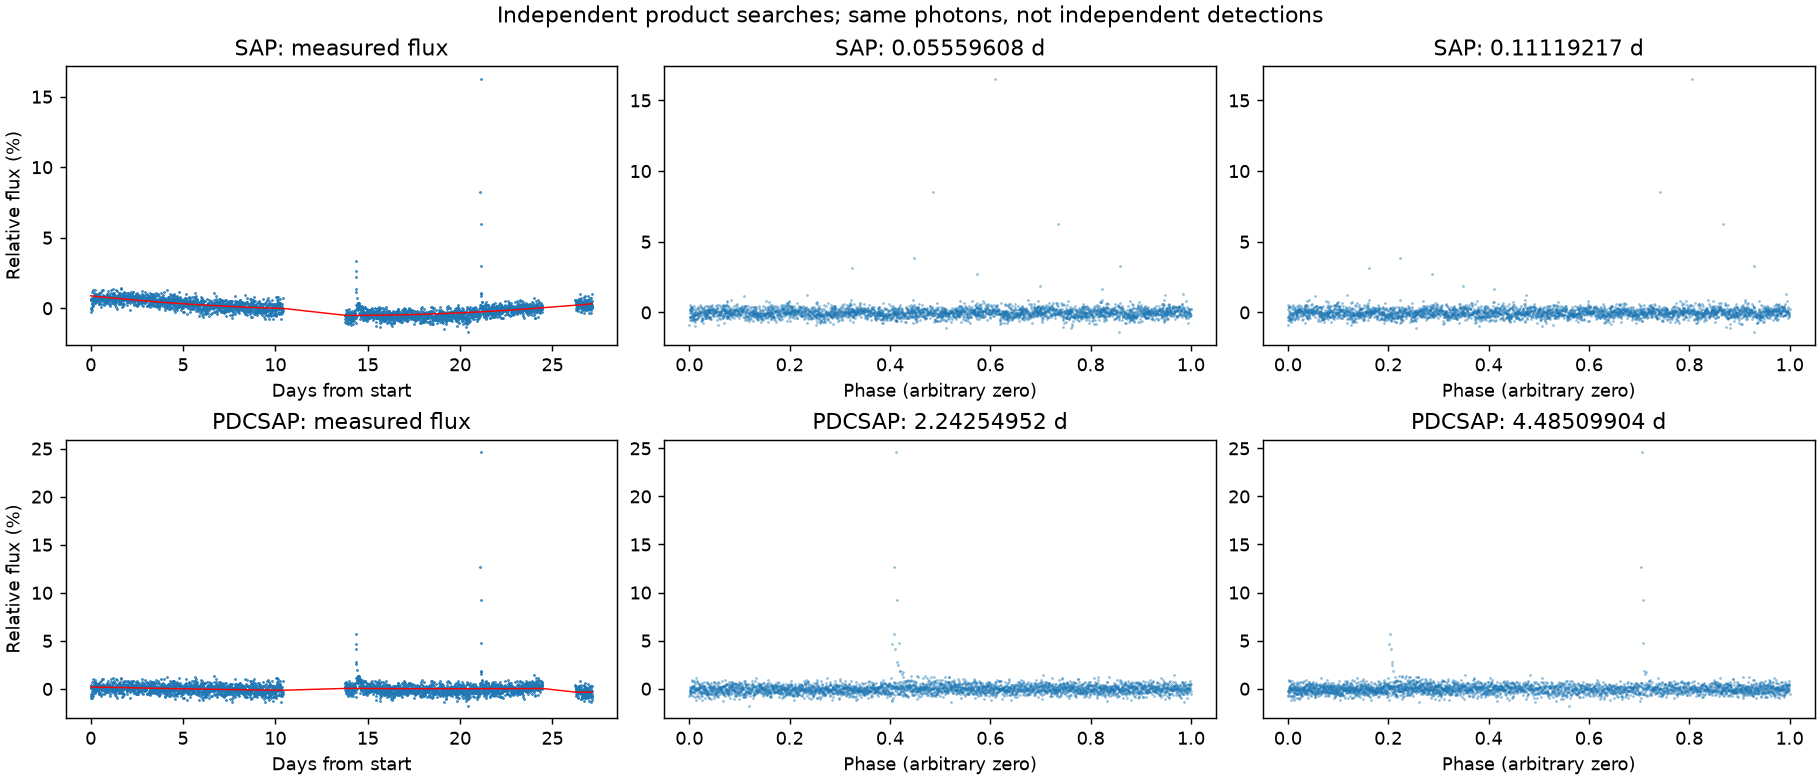 Independent product searches; same photons, not independent detections
SAP: measured flux
SAP: 0.05559608 d
SAP: 0.11119217 d
Relative flux (%)
15
10
5
0
15
10
5
0
15
10
5
0
0 5 10 15 20 25
0.0 0.2 0.4 0.6 0.8 1.0
0.0 0.2 0.4 0.6 0.8 1.0
Days from start
Phase (arbitrary zero)
Phase (arbitrary zero)
PDCSAP: measured flux
PDCSAP: 2.24254952 d
PDCSAP: 4.48509904 d
Relative flux (%)
25
20
15
10
5
0
25
20
15
10
5
0
25
20
15
10
5
0
0 5 10 15 20 25
0.0 0.2 0.4 0.6 0.8 1.0
0.0 0.2 0.4 0.6 0.8 1.0
Days from start
Phase (arbitrary zero)
Phase (arbitrary zero)